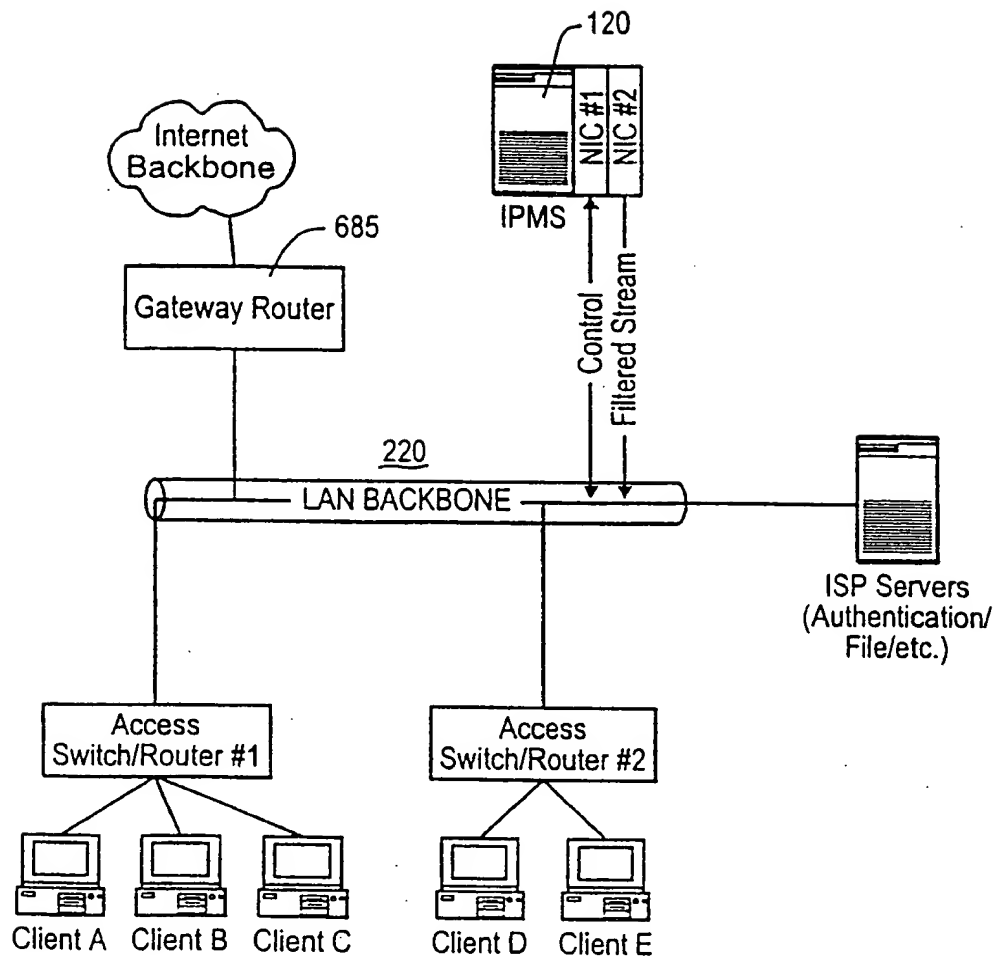 120
NIC #1
NIC #2
IPMS
Internet
Backbone
685
Gateway Router
Control
Filtered Stream
220
LAN BACKBONE
ISP Servers
(Authentication/
File/etc.)
Access
Switch/Router #1
Access
Switch/Router #2
Client A
Client B
Client C
Client D
Client E